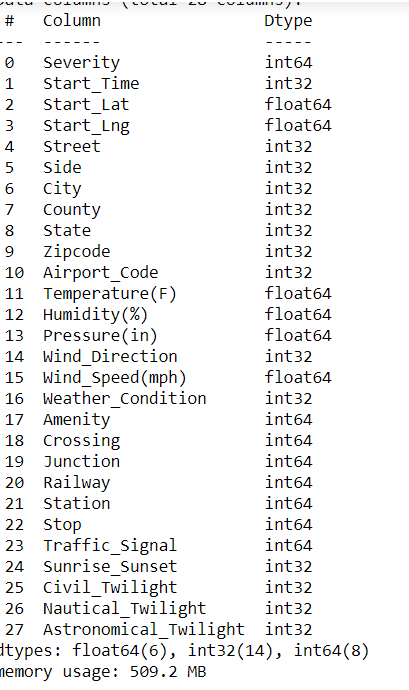 Data columns (total 28 columns):
 #   Column                 Dtype
---  ------                 -----
 0   Severity               int64
 1   Start_Time             int32
 2   Start_Lat              float64
 3   Start_Lng              float64
 4   Street                 int32
 5   Side                   int32
 6   City                   int32
 7   County                 int32
 8   State                  int32
 9   Zipcode                int32
 10  Airport_Code           int32
 11  Temperature(F)         float64
 12  Humidity(%)            float64
 13  Pressure(in)           float64
 14  Wind_Direction         int32
 15  Wind_Speed(mph)        float64
 16  Weather_Condition      int32
 17  Amenity                int64
 18  Crossing               int64
 19  Junction               int64
 20  Railway                int64
 21  Station                int64
 22  Stop                   int64
 23  Traffic_Signal         int64
 24  Sunrise_Sunset         int32
 25  Civil_Twilight         int32
 26  Nautical_Twilight      int32
 27  Astronomical_Twilight  int32
dtypes: float64(6), int32(14), int64(8)
memory usage: 509.2 MB